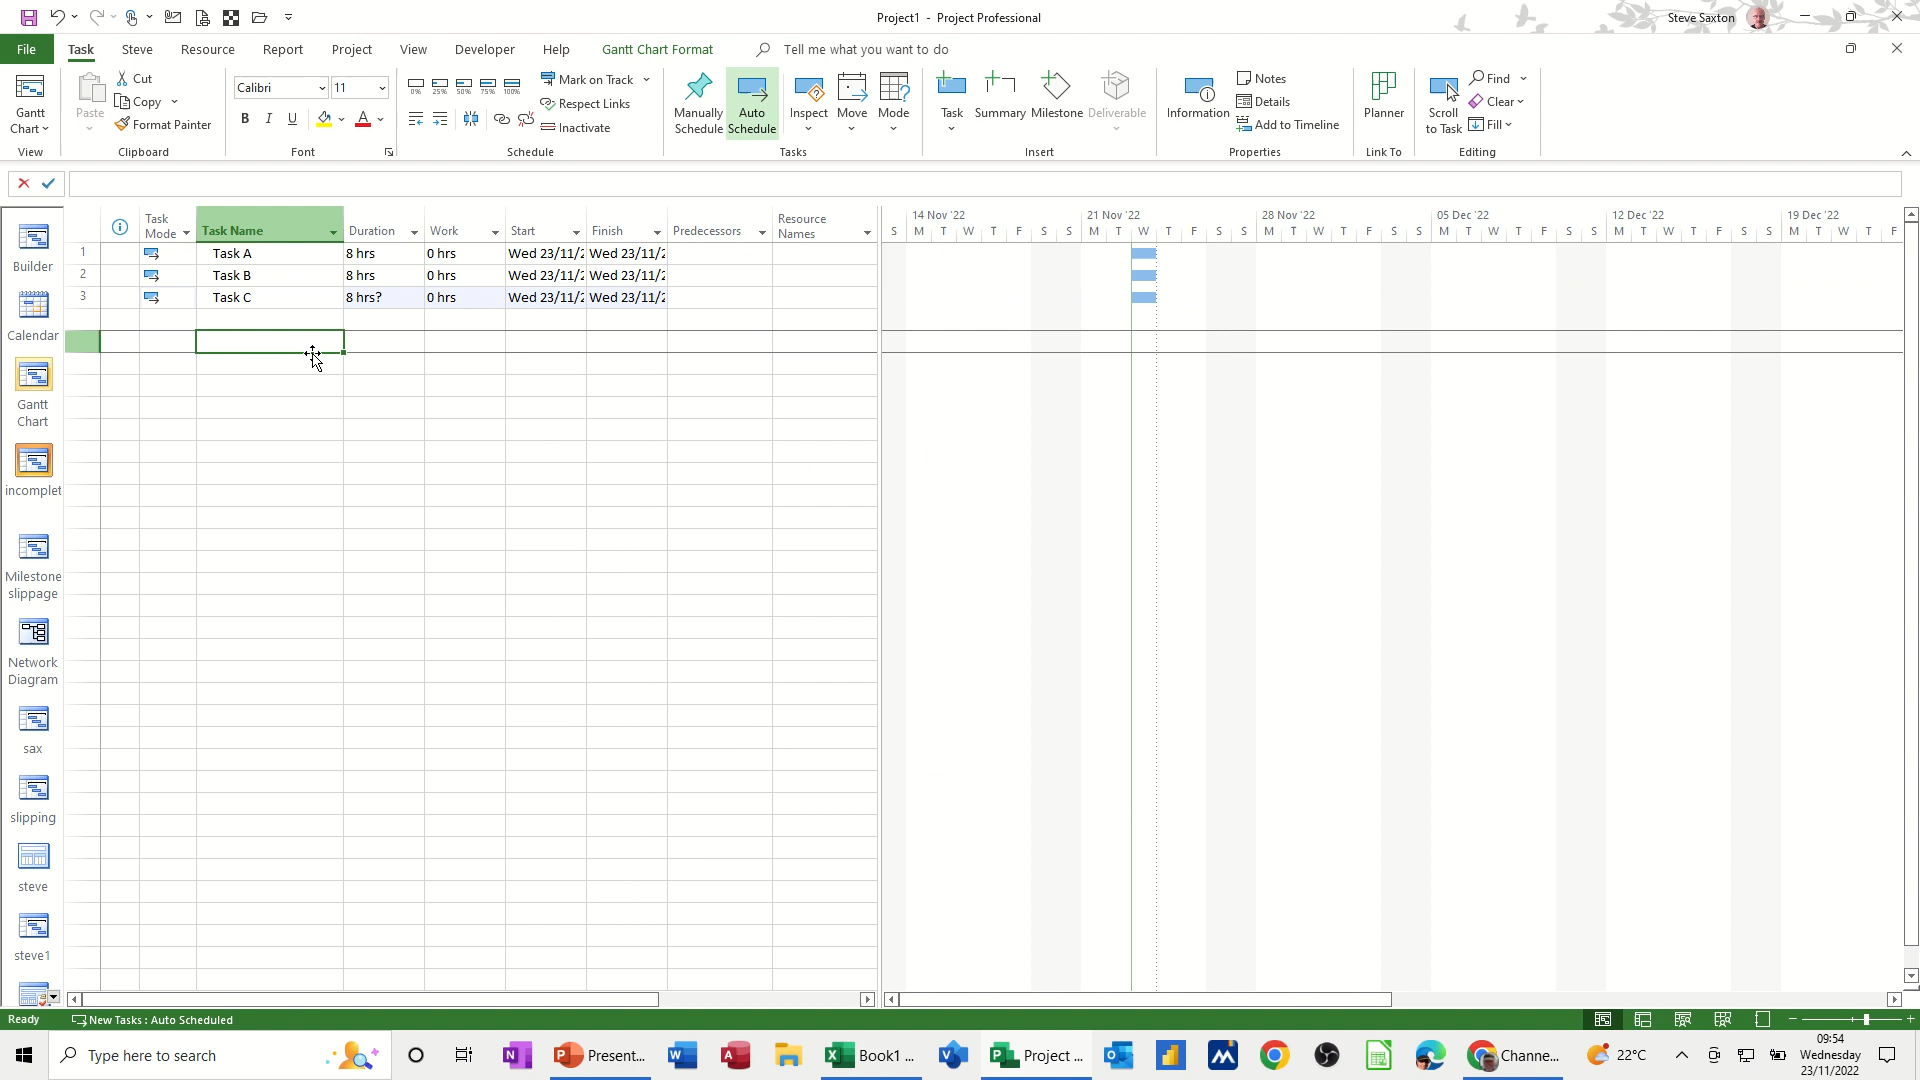 Project1 - Project Professional
Steve Saxton
File Task Steve Resource Report Project View Developer Help Gantt Chart Format Tell me what you want to do
Gantt Chart
View
Paste
Cut
Copy
Format Painter
Clipboard
Calibri 11
B I U A
Font
0% 25% 50% 75% 100%
Mark on Track
Respect Links
Inactivate
Schedule
Manually Schedule
Auto Schedule
Inspect
Move
Mode
Tasks
Task
Summary
Milestone
Deliverable
Insert
Information
Notes
Details
Add to Timeline
Properties
Planner
Link To
Scroll to Task
Find
Clear
Fill
Editing
Builder
Calendar
Gantt Chart
incomplet
Milestone slippage
Network Diagram
sax
slipping
steve
steve1
Task Mode Task Name Duration Work Start Finish Predecessors Resource Names
1 Task A 8 hrs 0 hrs Wed 23/11/2 Wed 23/11/2
2 Task B 8 hrs 0 hrs Wed 23/11/2 Wed 23/11/2
3 Task C 8 hrs? 0 hrs Wed 23/11/2 Wed 23/11/2
14 Nov '22 21 Nov '22 28 Nov '22 05 Dec '22 12 Dec '22 19 Dec '22
S M T W T F S S M T W T F S S M T W T F S S M T W T F S S M T W T F S S M T W T F
Ready New Tasks : Auto Scheduled
Type here to search
Present...
Book1 ...
Project ...
Channe...
22°C
09:54
Wednesday
23/11/2022